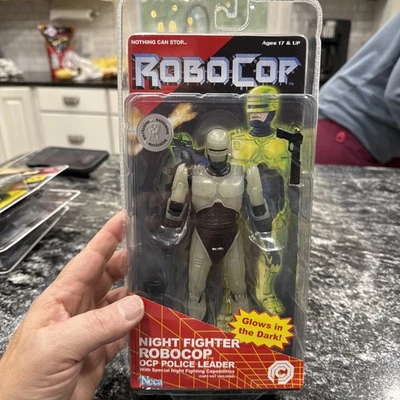 NOTHING CAN STOP...
Ages 17 & UP
ROBOCOP
EXCLUSIVE
Glows in
the Dark!
NIGHT FIGHTER
ROBOCOP
OCP POLICE LEADER
With Special Night Fighting Capabilities
Neca